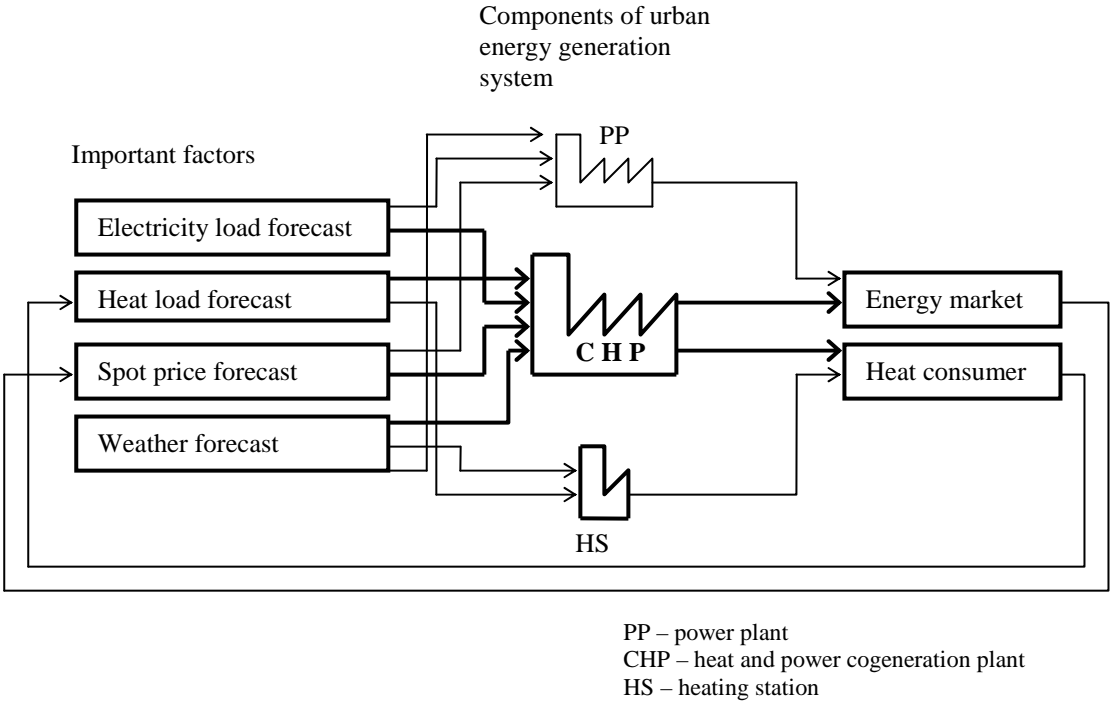 Components of urban
energy generation
system
PP
Important factors
Electricity load forecast
Heat load forecast
Energy market
Spot price forecast
C H P
Heat consumer
Weather forecast
HS
PP – power plant
CHP – heat and power cogeneration plant
HS – heating station